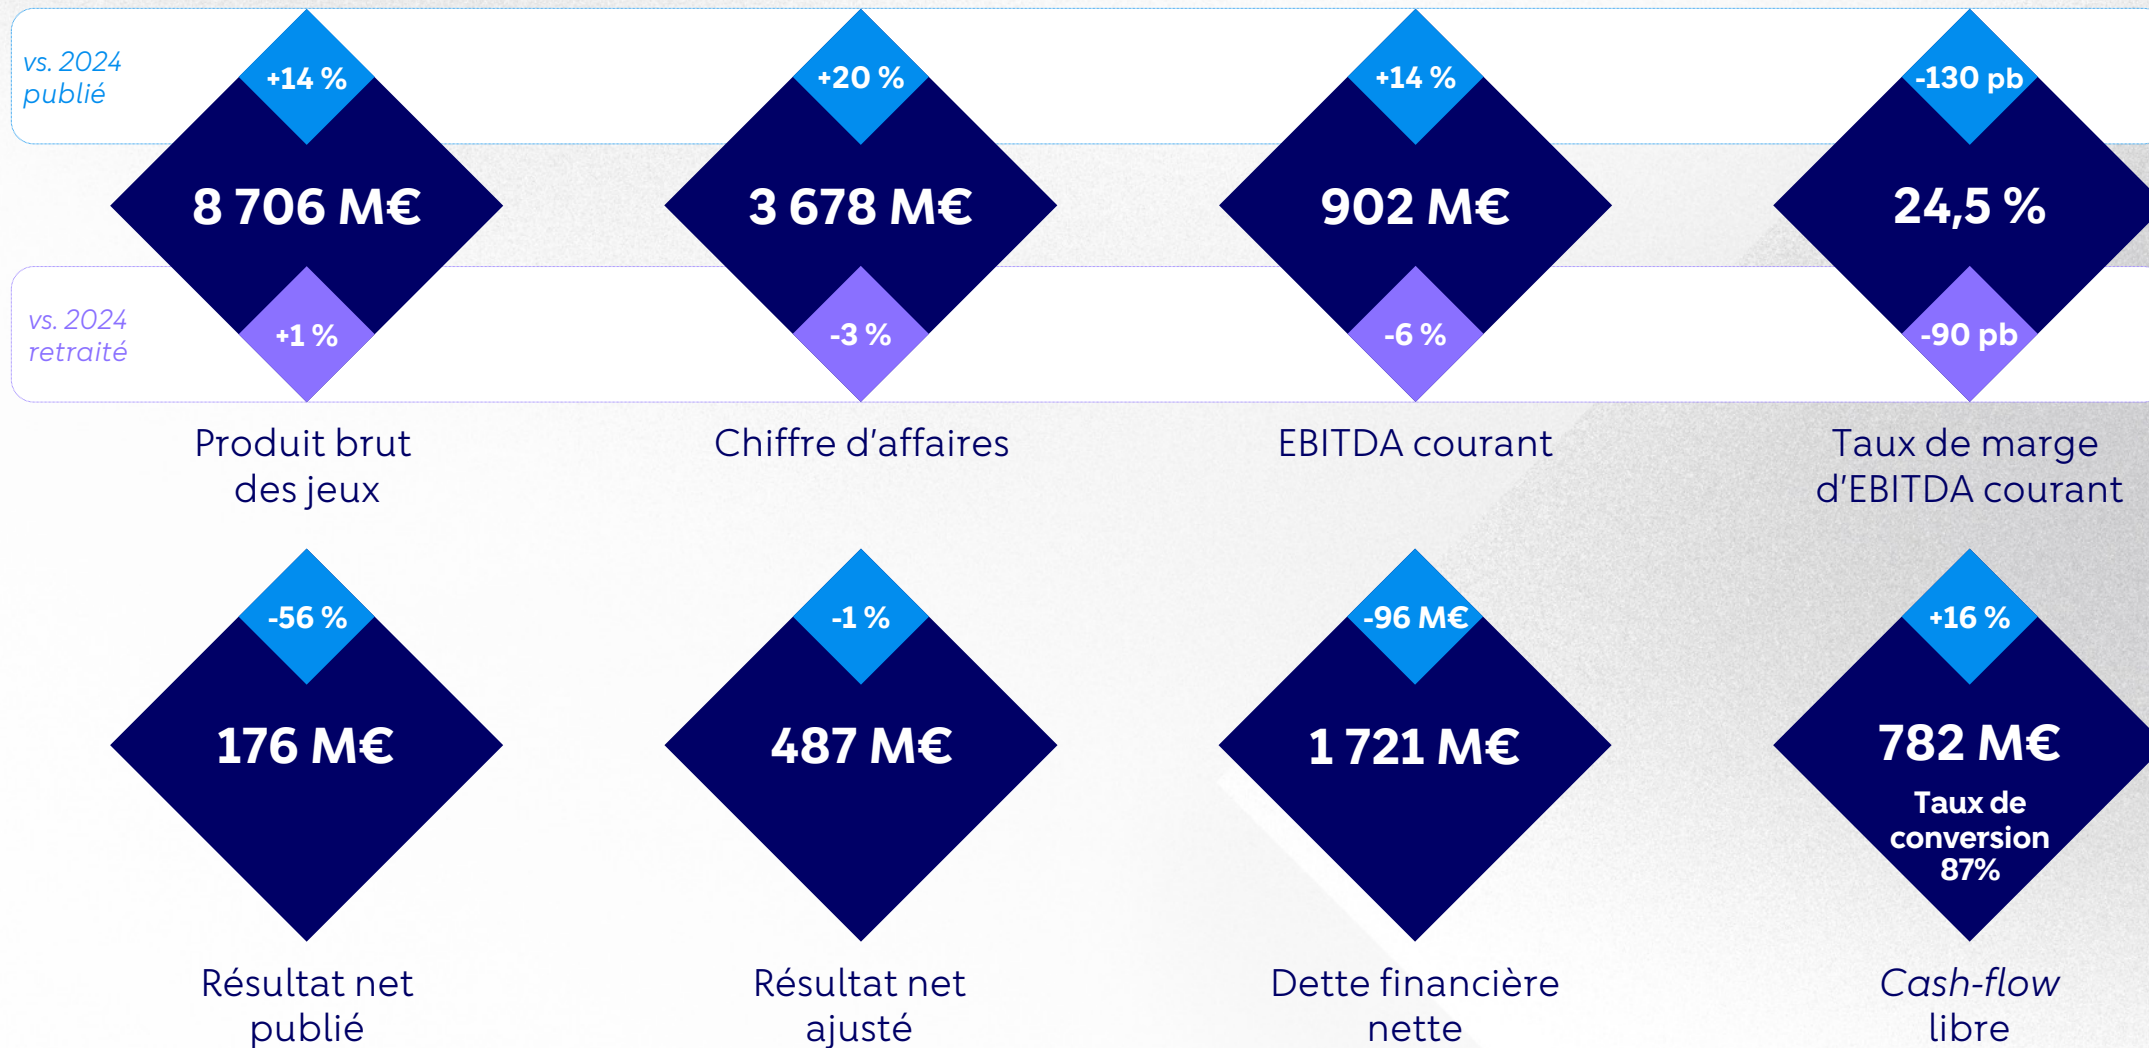 vs. 2024
publié
+14 %
+20 %
+14 %
-130 pb
8 706 M€
3 678 M€
902 M€
24,5 %
vs. 2024
retraité
+1 %
-3 %
-6 %
-90 pb
Produit brut
des jeux
Chiffre d'affaires
EBITDA courant
Taux de marge
d'EBITDA courant
-56 %
-1 %
-96 M€
+16 %
176 M€
487 M€
1 721 M€
782 M€
Taux de
conversion
87%
Résultat net
publié
Résultat net
ajusté
Dette financière
nette
Cash-flow
libre